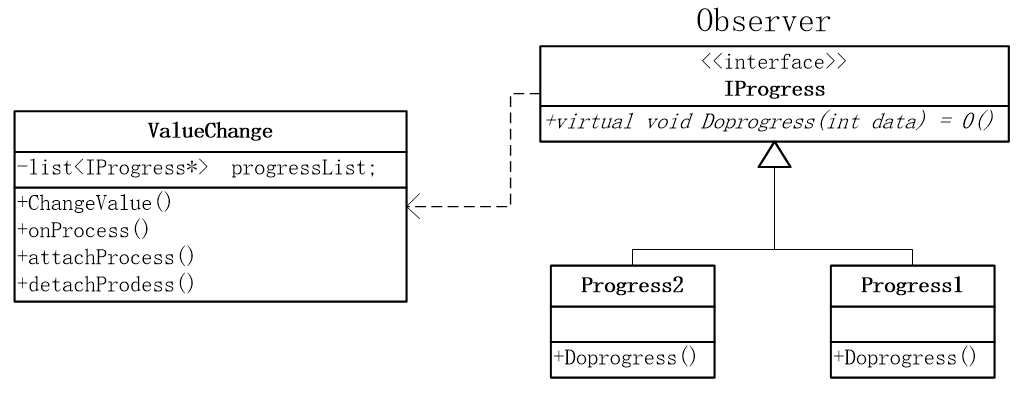 Observer
<<interface>>
IProgress
+virtual void Doprogress(int data) = 0()
ValueChange
-list<IProgress*> progressList;
+ChangeValue()
+onProcess()
+attachProcess()
+detachProdess()
Progress2
+Doprogress()
Progress1
+Doprogress()